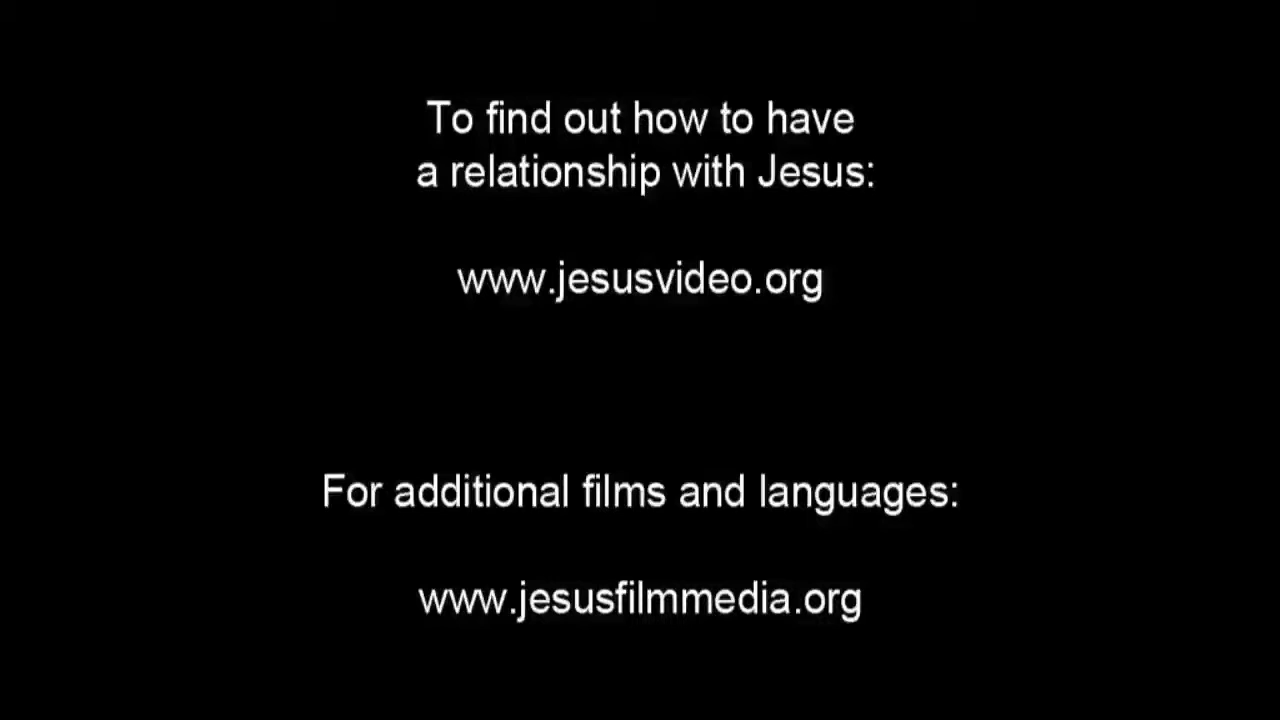 To find out how to have
a relationship with Jesus:
www.jesusvideo.org
For additional films and languages:
www.jesusfilmmedia.org